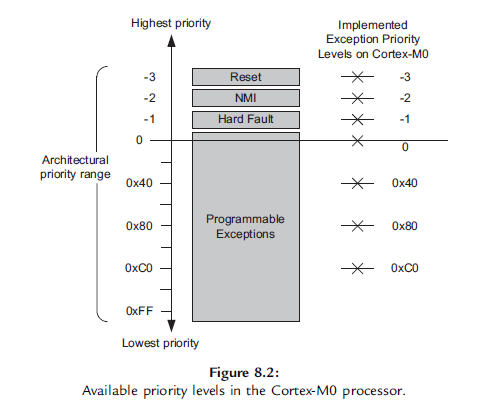 Highest priority
Implemented
Exception Priority
Levels on Cortex-M0
-3
Reset
-3
-2
NMI
-2
-1
Hard Fault
-1
0
0
Architectural
priority range
0x40
0x40
0x80
Programmable
Exceptions
0x80
0xC0
0xC0
0xFF
Lowest priority
Figure 8.2:
Available priority levels in the Cortex-M0 processor.